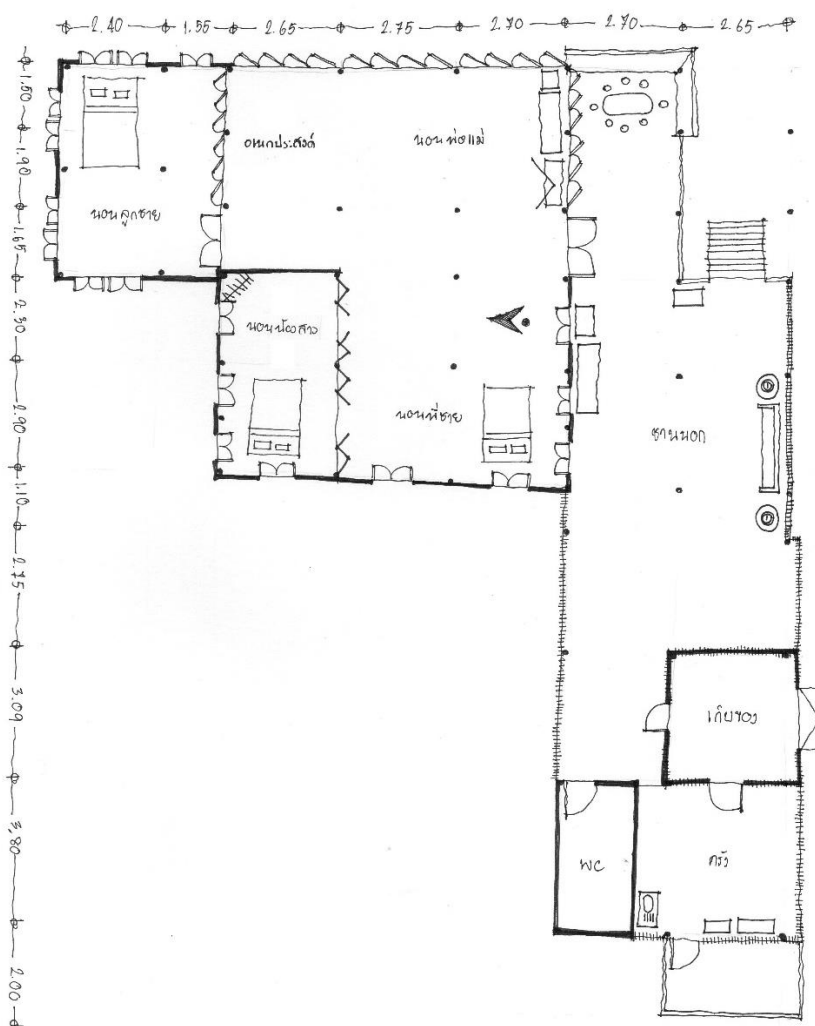 2.40 1.55 2.65 2.75 2.70 2.70 2.65
1.50
1.90
1.65
2.30
2.90
1.10
2.75
3.09
3.80
2.00
อเนกประสงค์
นอนพ่อแม่
นอนลูกชาย
นอนน้องสาว
นอนพี่ชาย
ชานนอก
เก็บของ
WC
ครัว